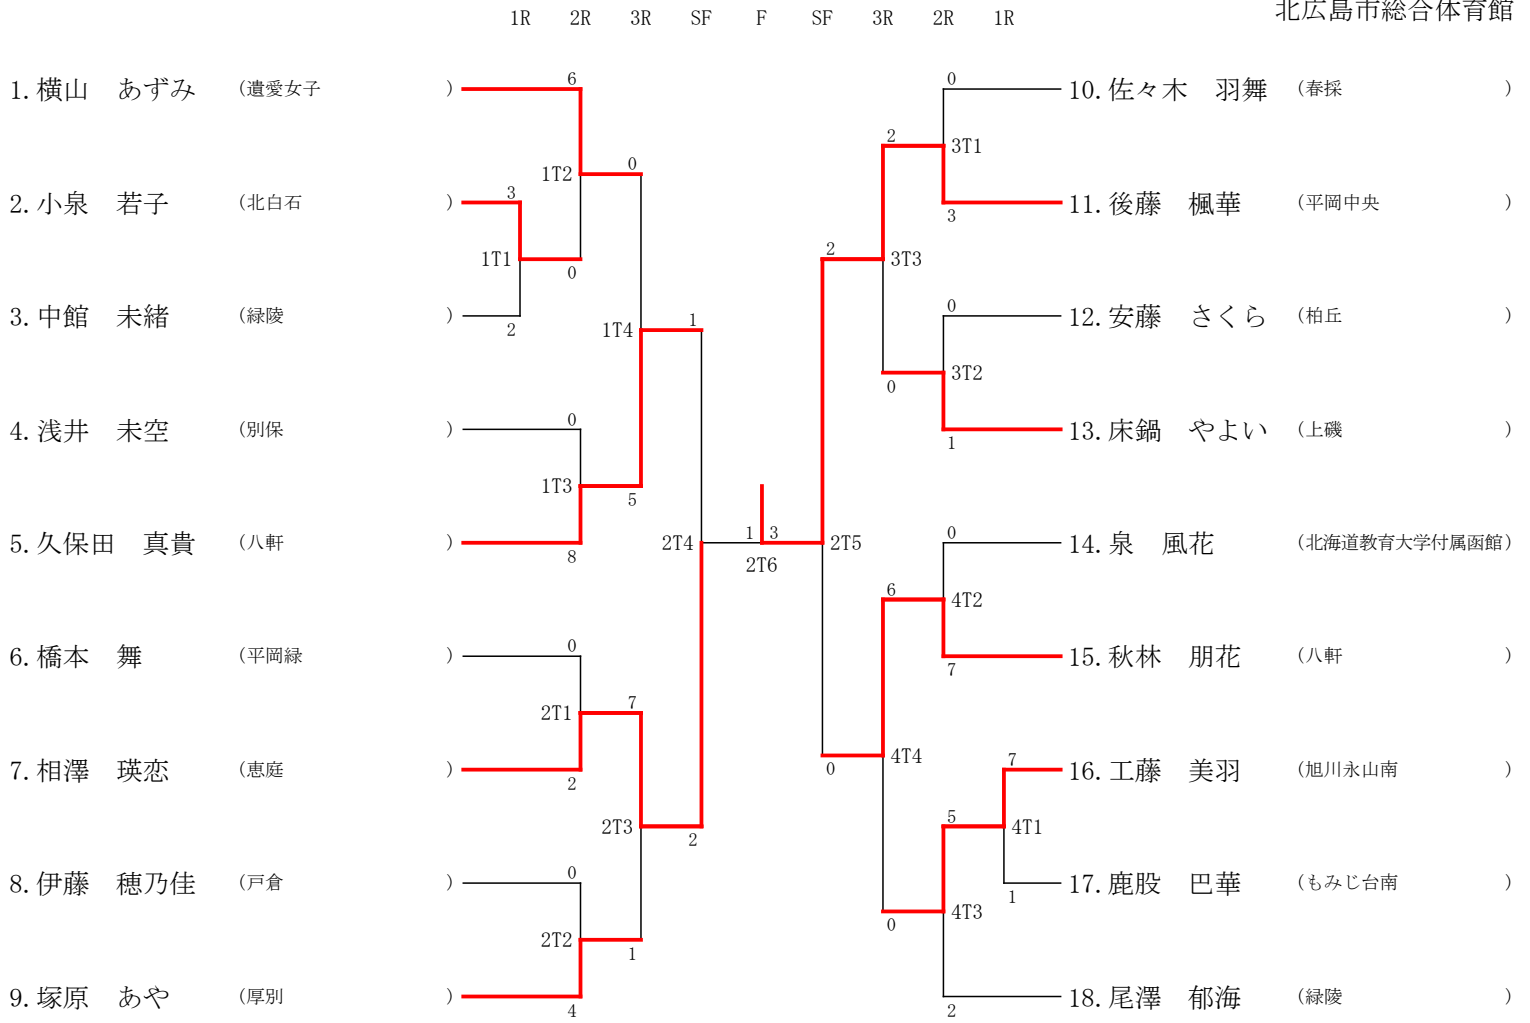 北広島市総合体育館
1R 2R 3R SF F SF 3R 2R 1R
1. 横山　あずみ （遺愛女子） 6 0 10. 佐々木　羽舞 （春採）
1T2 0 2 3T1
2. 小泉　若子 （北白石） 3 3 11. 後藤　楓華 （平岡中央）
1T1 0 2 3T3
3. 中館　未緒 （緑陵） 2 1T4 1 0 12. 安藤　さくら （柏丘）
0 3T2
4. 浅井　未空 （別保） 0 1 13. 床鍋　やよい （上磯）
1T3 5
5. 久保田　真貴 （八軒） 8 2T4 1 3 2T5 0 14. 泉　風花 （北海道教育大学付属函館）
2T6
6 4T2
6. 橋本　舞 （平岡緑） 0 7 15. 秋林　朋花 （八軒）
2T1 7
7. 相澤　瑛恋 （恵庭） 2 0 4T4 7 16. 工藤　美羽 （旭川永山南）
2T3 2 5 4T1
8. 伊藤　穂乃佳 （戸倉） 0 1 17. 鹿股　巴華 （もみじ台南）
2T2 1 0 4T3
9. 塚原　あや （厚別） 4 2 18. 尾澤　郁海 （緑陵）